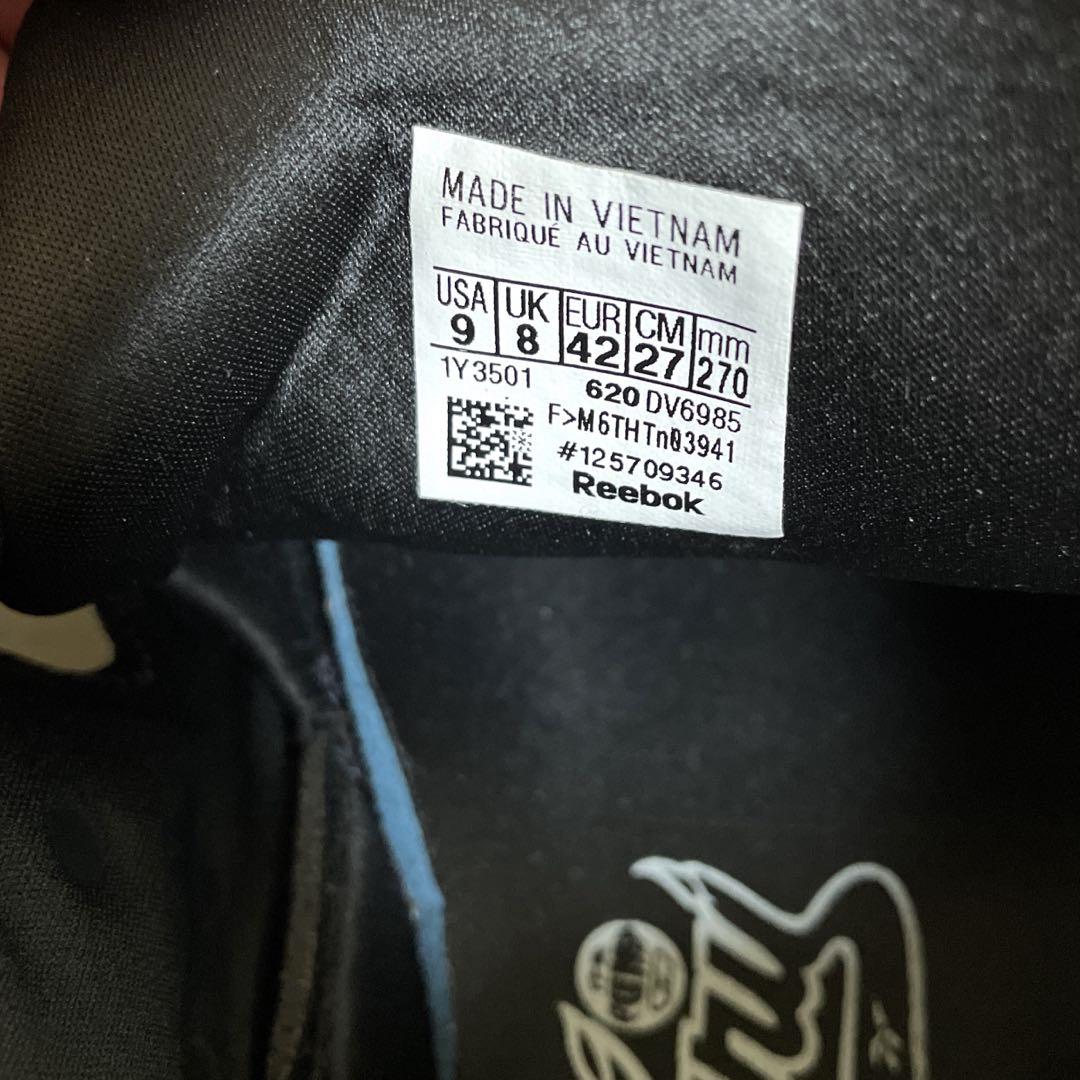 MADE IN VIETNAM
FABRIQUÉ AU VIETNAM
USA UK EUR CM mm
9 8 42 27 270
1Y3501 620 DV6985
F>M6THTn03941
#125709346
Reebok